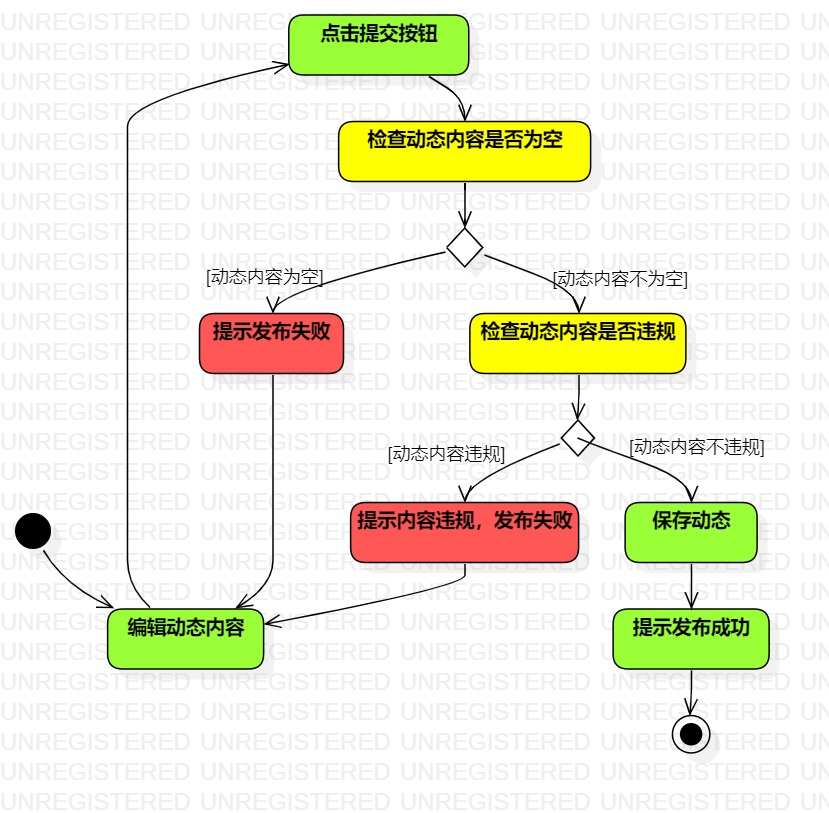 点击提交按钮
检查动态内容是否为空
[动态内容为空]
[动态内容不为空]
提示发布失败
检查动态内容是否违规
[动态内容违规]
[动态内容不违规]
提示内容违规，发布失败
保存动态
编辑动态内容
提示发布成功
UNREGISTERED